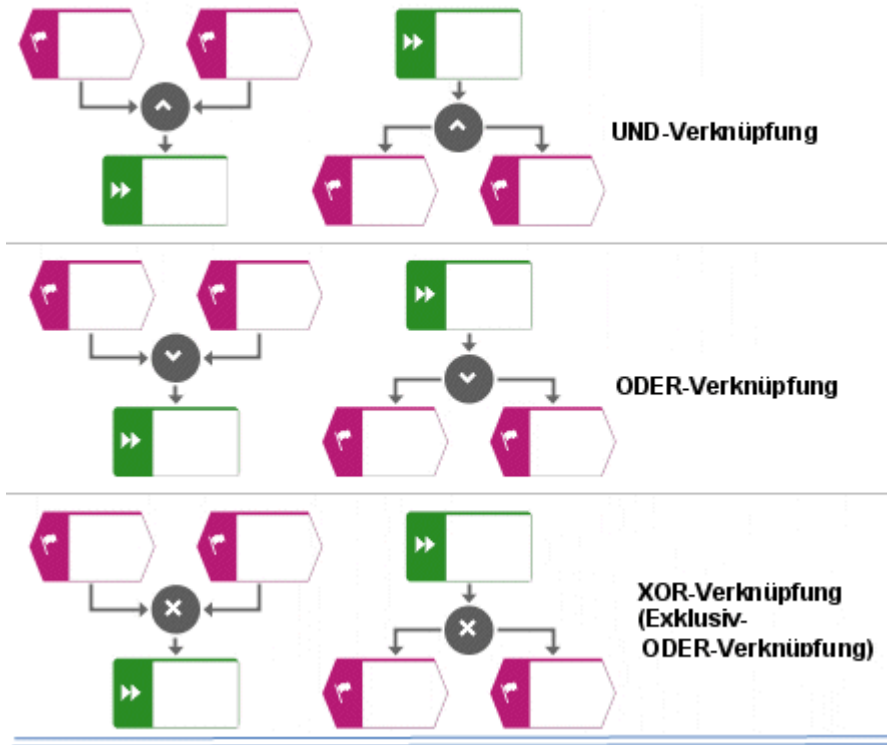 UND-Verknüpfung
ODER-Verknüpfung
XOR-Verknüpfung
(Exklusiv-
ODER-Verknüpfung)